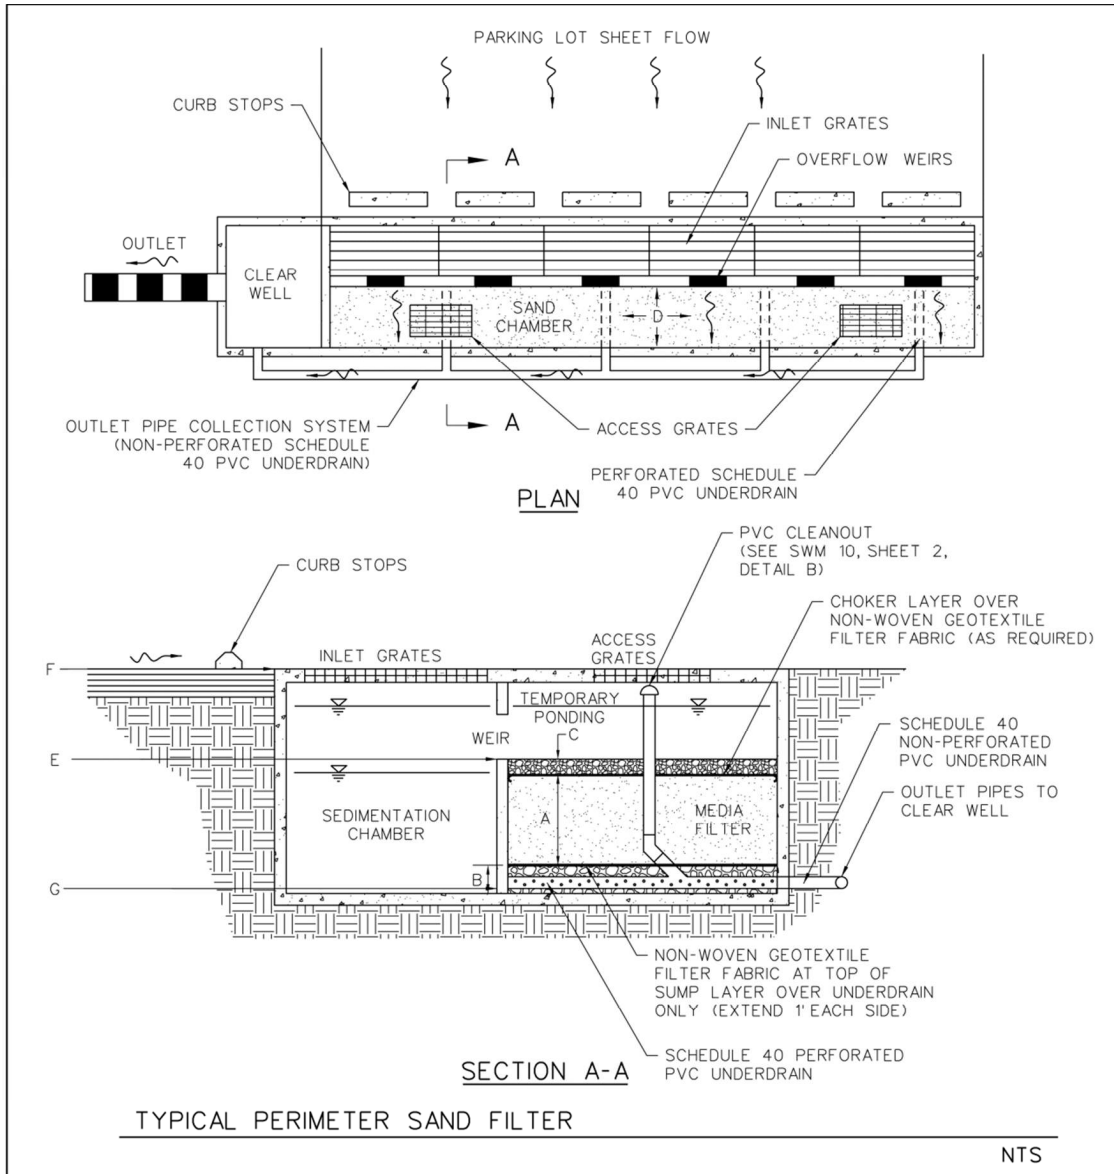 PARKING LOT SHEET FLOW
CURB STOPS
INLET GRATES
A
OVERFLOW WEIRS
OUTLET
CLEAR
WELL
SAND
CHAMBER
D
A
OUTLET PIPE COLLECTION SYSTEM
(NON-PERFORATED SCHEDULE
40 PVC UNDERDRAIN)
ACCESS GRATES
PERFORATED SCHEDULE
40 PVC UNDERDRAIN
PLAN
PVC CLEANOUT
(SEE SWM 10, SHEET 2,
DETAIL B)
CURB STOPS
CHOKER LAYER OVER
NON-WOVEN GEOTEXTILE
FILTER FABRIC (AS REQUIRED)
INLET GRATES
ACCESS
GRATES
F
TEMPORARY
PONDING
WEIR
C
E
SCHEDULE 40
NON-PERFORATED
PVC UNDERDRAIN
OUTLET PIPES TO
CLEAR WELL
SEDIMENTATION
CHAMBER
A
MEDIA
FILTER
B
G
NON-WOVEN GEOTEXTILE
FILTER FABRIC AT TOP OF
SUMP LAYER OVER UNDERDRAIN
ONLY (EXTEND 1' EACH SIDE)
SCHEDULE 40 PERFORATED
PVC UNDERDRAIN
SECTION A-A
TYPICAL PERIMETER SAND FILTER
NTS